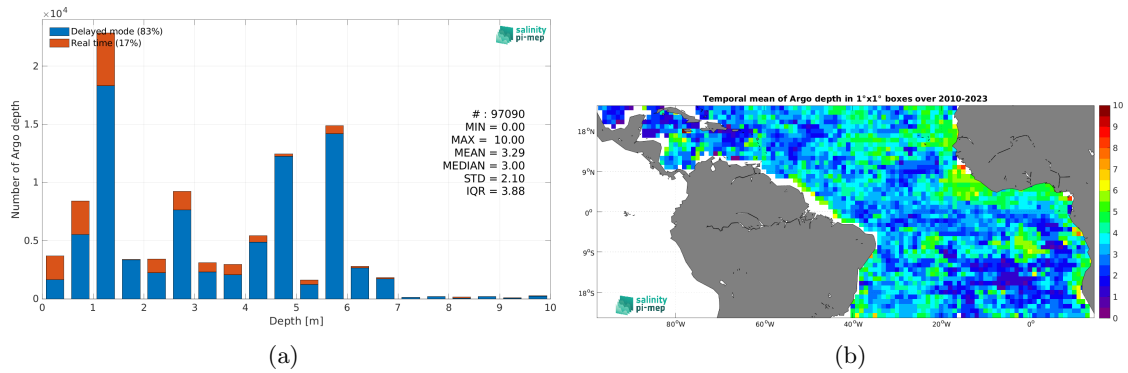 ×10⁴
Delayed mode (83%)
Real time (17%)
salinity
pi-mep
# : 97090
MIN = 0.00
MAX = 10.00
MEAN = 3.29
MEDIAN = 3.00
STD = 2.10
IQR = 3.88
Number of Argo depth
2
1.5
1
0.5
0
0 1 2 3 4 5 6 7 8 9 10
Depth [m]
(a)
Temporal mean of Argo depth in 1°x1° boxes over 2010-2023
18°N
9°N
0°
9°S
18°S
80°W 60°W 40°W 20°W 0°
salinity
pi-mep
10
9
8
7
6
5
4
3
2
1
0
(b)